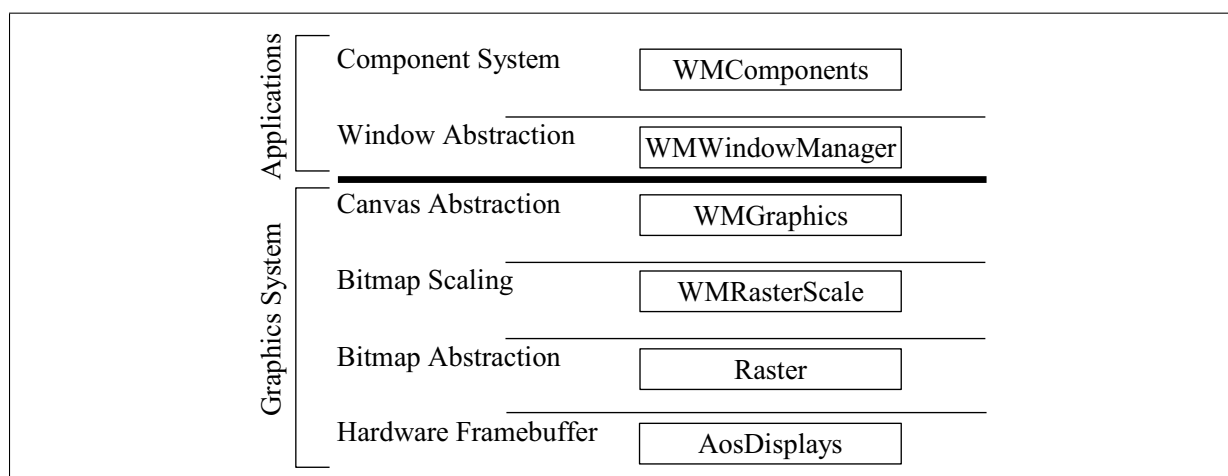 Applications
Component System
WMComponents
Window Abstraction
WMWindowManager
Graphics System
Canvas Abstraction
WMGraphics
Bitmap Scaling
WMRasterScale
Bitmap Abstraction
Raster
Hardware Framebuffer
AosDisplays